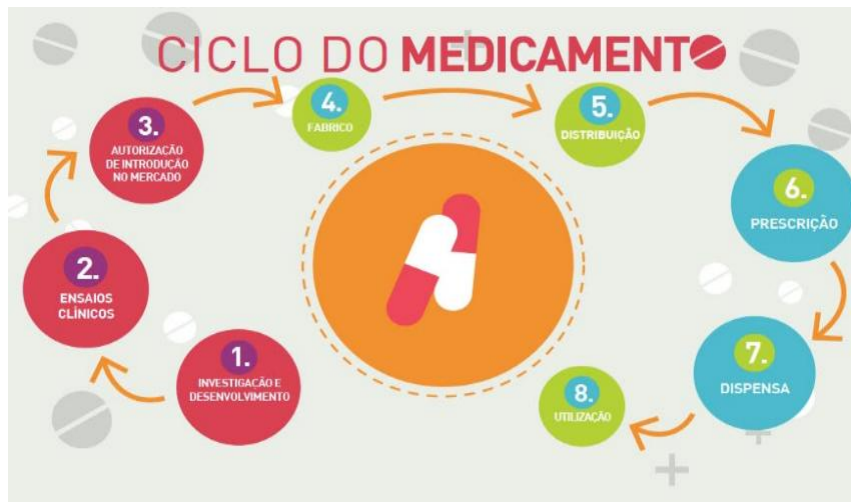 CICLO DO MEDICAMENTO
1.
INVESTIGAÇÃO E
DESENVOLVIMENTO
2.
ENSAIOS
CLÍNICOS
3.
AUTORIZAÇÃO
DE INTRODUÇÃO
NO MERCADO
4.
FABRICO
5.
DISTRIBUIÇÃO
6.
PRESCRIÇÃO
7.
DISPENSA
8.
UTILIZAÇÃO